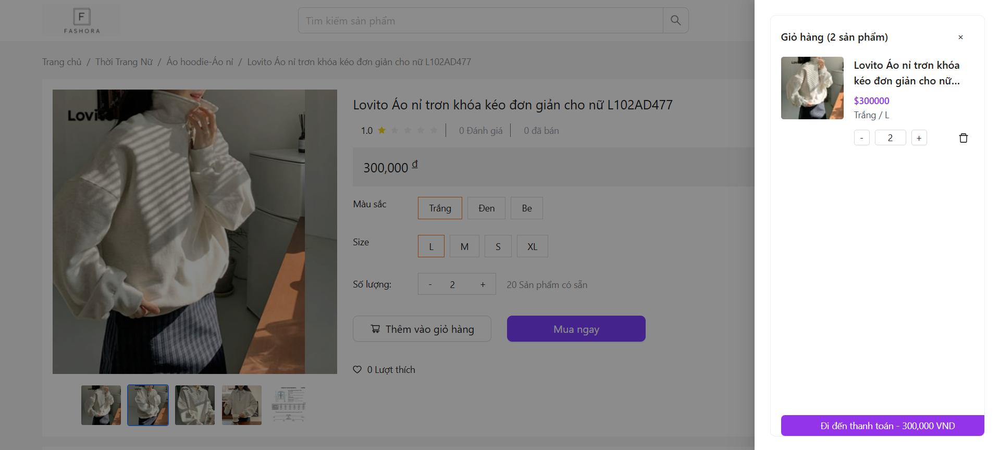 F
FASHORA
Tìm kiếm sản phẩm
Trang chủ / Thời Trang Nữ / Áo hoodie-Áo nỉ / Lovito Áo nỉ trơn khóa kéo đơn giản cho nữ L102AD477
Lovito
Lovito Áo nỉ trơn khóa kéo đơn giản cho nữ L102AD477
1.0
0 Đánh giá
0 đã bán
300,000 ₫
Màu sắc
Trắng
Đen
Be
Size
L
M
S
XL
Số lượng:
- 2 +
20 Sản phẩm có sẵn
Thêm vào giỏ hàng
Mua ngay
0 Lượt thích
Giỏ hàng (2 sản phẩm)
×
Lovito Áo nỉ trơn khóa
kéo đơn giản cho nữ...
$300000
Trắng / L
- 2 +
Đi đến thanh toán - 300,000 VND